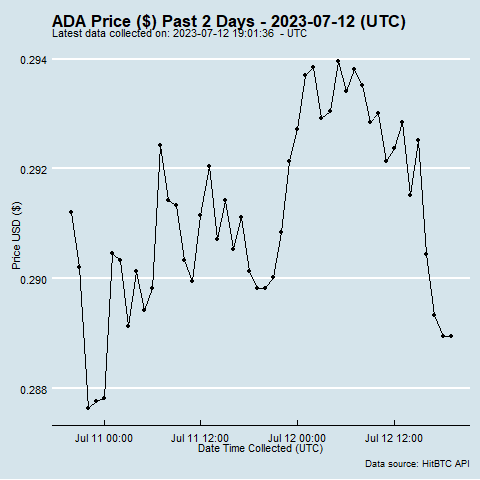 ADA Price ($) Past 2 Days - 2023-07-12 (UTC)
Latest data collected on: 2023-07-12 19:01:36 - UTC
0.294
0.292
0.290
0.288
Price USD ($)
Jul 11 00:00 Jul 11 12:00 Jul 12 00:00 Jul 12 12:00
Date Time Collected (UTC)
Data source: HitBTC API